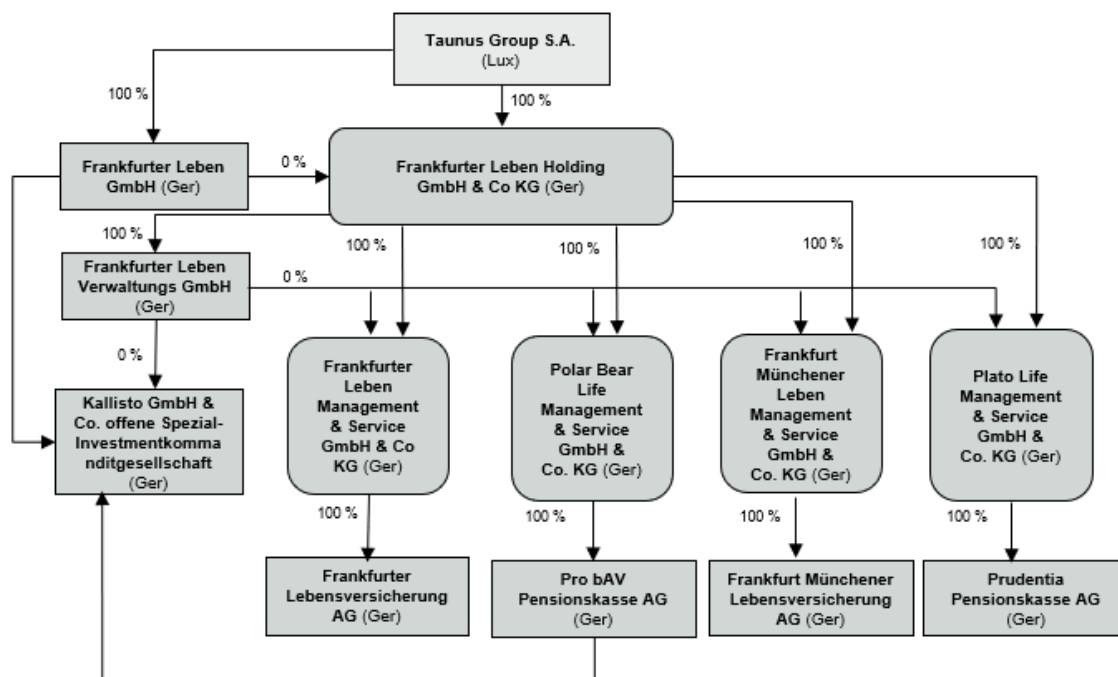 Taunus Group S.A.
(Lux)
100 %
100 %
Frankfurter Leben
GmbH (Ger)
0 %
Frankfurter Leben Holding
GmbH & Co KG (Ger)
100 %
100 %
100 %
100 %
100 %
Frankfurter Leben
Verwaltungs GmbH
(Ger)
0 %
0 %
Kallisto GmbH &
Co. offene Spezial-
Investmentkomma
nditgesellschaft
(Ger)
Frankfurter
Leben
Management
& Service
GmbH & Co
KG (Ger)
Polar Bear
Life
Management
& Service
GmbH &
Co. KG (Ger)
Frankfurt
Münchener
Leben
Management
& Service
GmbH &
Co. KG (Ger)
Plato Life
Management
& Service
GmbH &
Co. KG (Ger)
100 %
100 %
100 %
100 %
Frankfurter
Lebensversicherung
AG (Ger)
Pro bAV
Pensionskasse AG
(Ger)
Frankfurt Münchener
Lebensversicherung
AG (Ger)
Prudentia
Pensionskasse AG
(Ger)